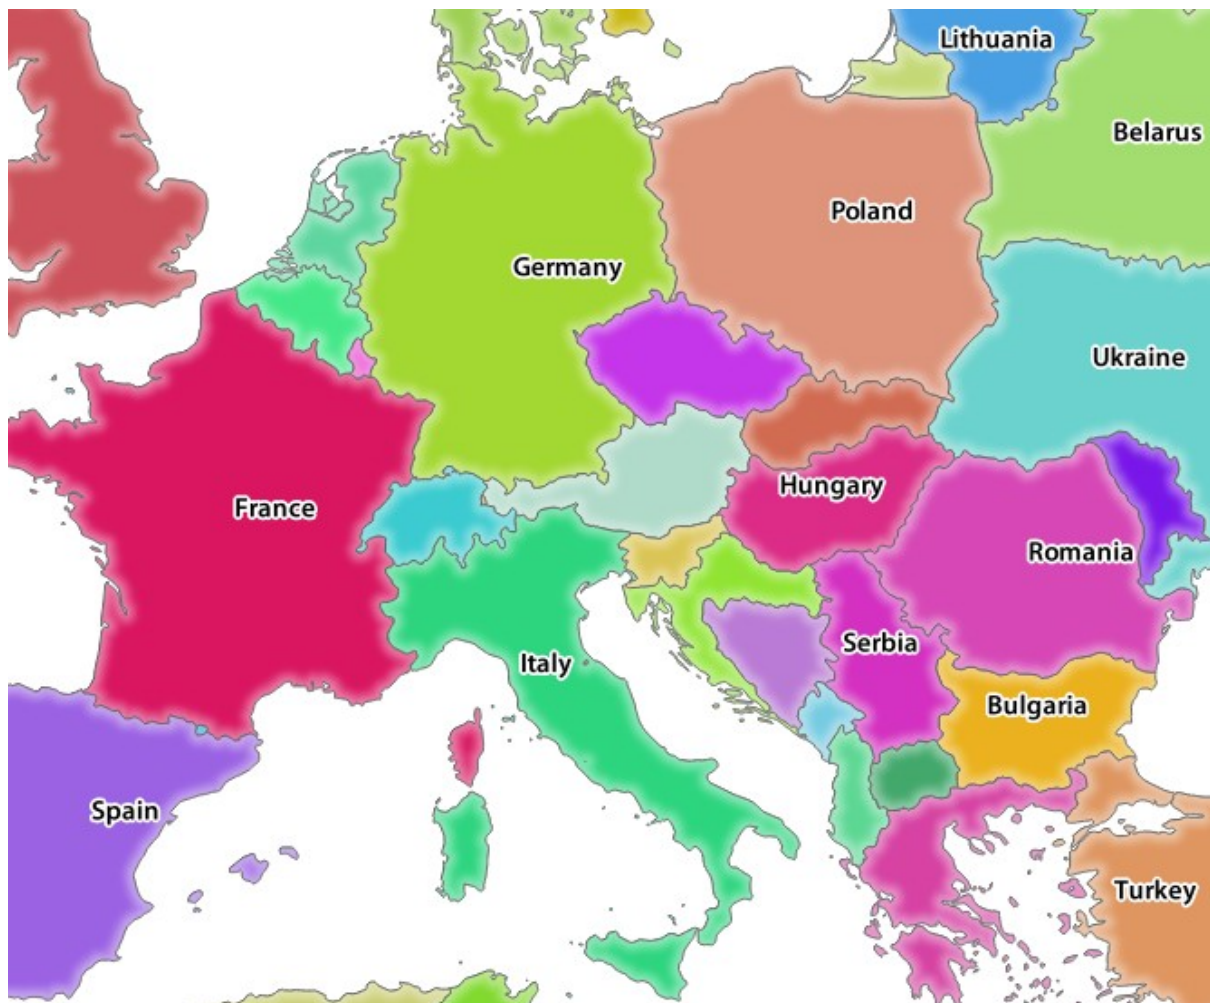 Lithuania
Belarus
Poland
Germany
Ukraine
Hungary
France
Romania
Serbia
Italy
Bulgaria
Spain
Turkey